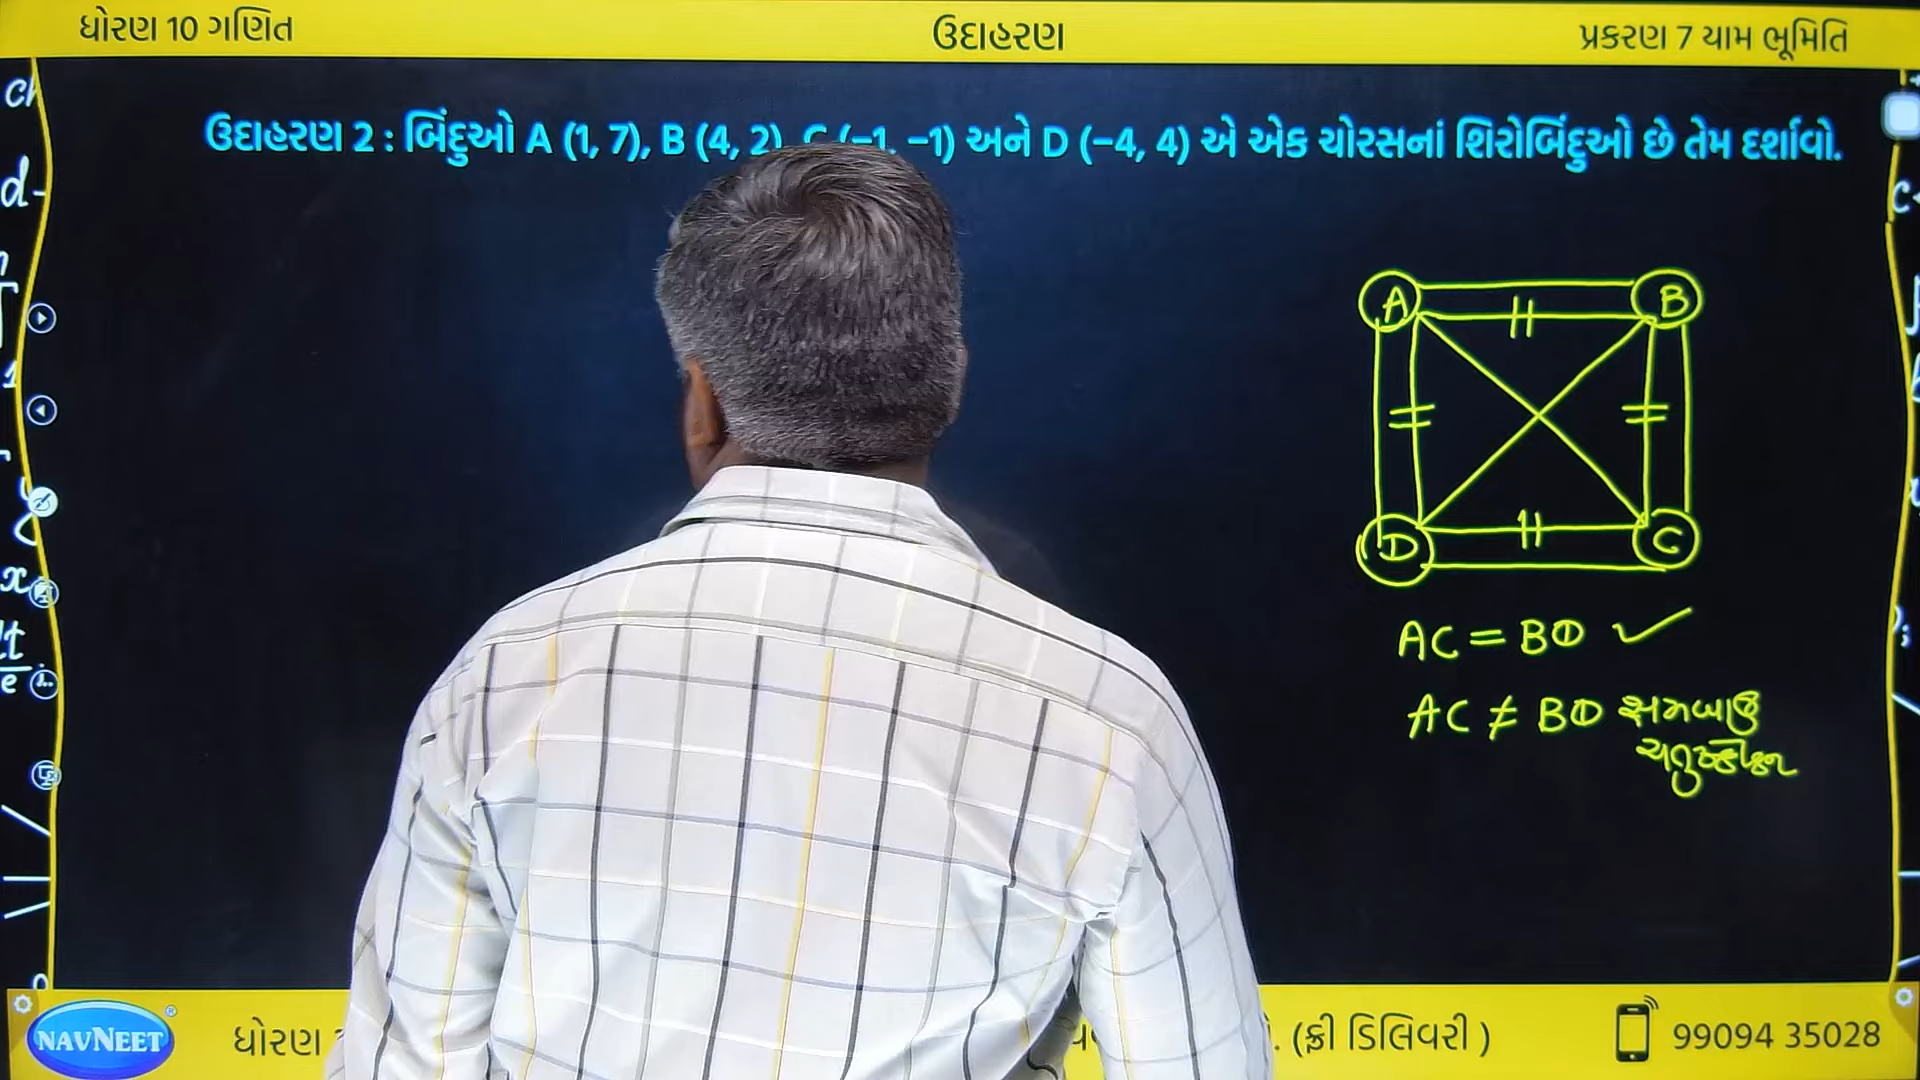 ધોરણ 10 ગણિત
ઉદાહરણ
પ્રકરણ 7 યામ ભૂમિતિ
ઉદાહરણ 2 : બિંદુઓ A (1, 7), B (4, 2), C (−1, −1) અને D (−4, 4) એ એક ચોરસનાં શિરોબિંદુઓ છે તેમ દર્શાવો.
A B
D C
AC = BD ✓
AC ≠ BD સમબાજુ
ચતુષ્કોણ
NAVNEET ®
ધોરણ
(ફ્રી ડિલિવરી )
99094 35028